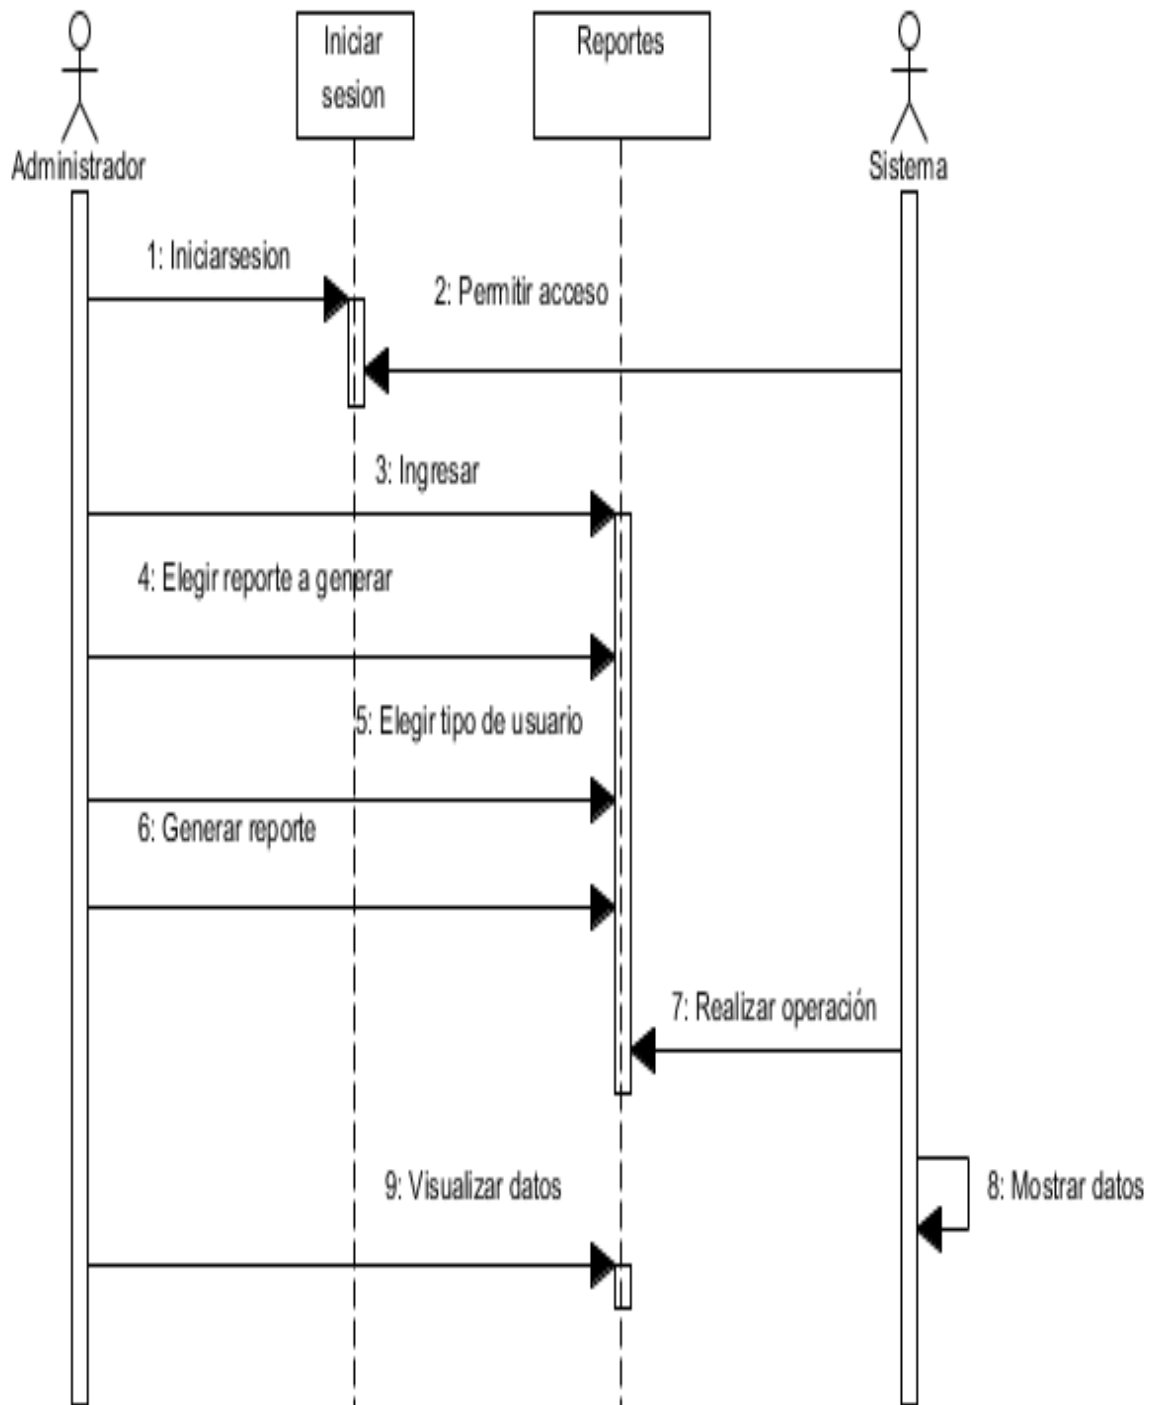 Iniciar
sesion
Reportes
Administrador
Sistema
1: Iniciarsesion
2: Permitir acceso
3: Ingresar
4: Elegir reporte a generar
5: Elegir tipo de usuario
6: Generar reporte
7: Realizar operación
9: Visualizar datos
8: Mostrar datos